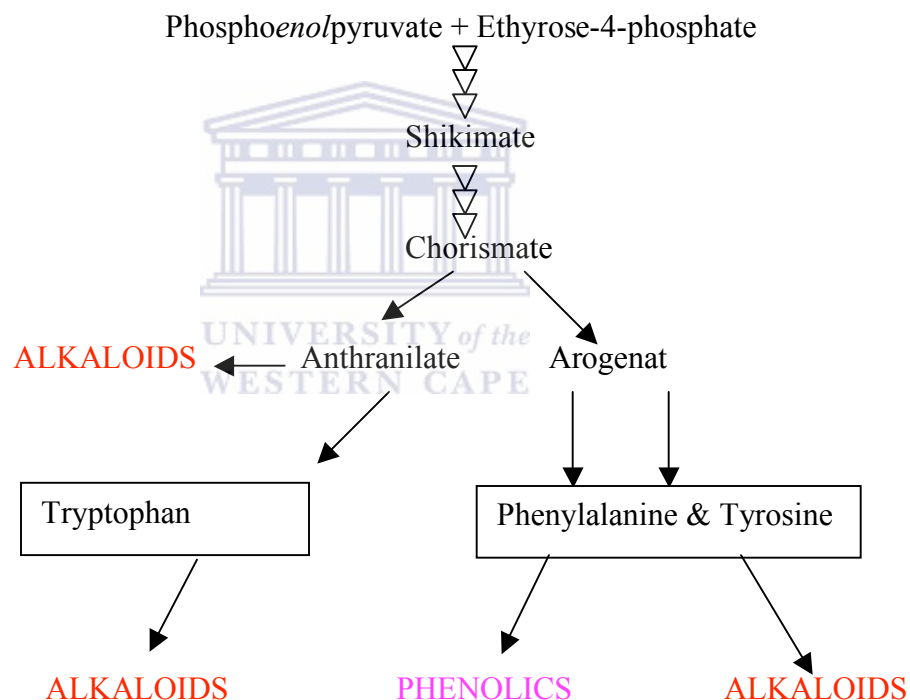 Phosphoenolpyruvate + Ethyrose-4-phosphate
Shikimate
Chorismate
UNIVERSITY of the
WESTERN CAPE
ALKALOIDS
Anthranilate
Arogenat
Tryptophan
Phenylalanine & Tyrosine
ALKALOIDS
PHENOLICS
ALKALOIDS